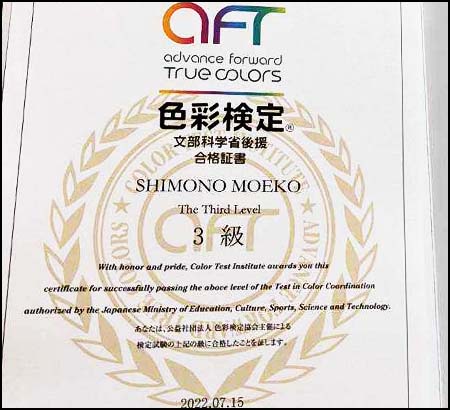 aft
advance forward
TRUE COLORS
色彩検定®
文部科学省後援
合格証書
SHIMONO MOEKO
The Third Level
3 級
With honor and pride, Color Test Institute awards you this
certificate for successfully passing the above level of the Test in Color Coordination
authorized by the Japanese Ministry of Education, Culture, Sports, Science and Technology.
あなたは、公益社団法人 色彩検定協会主催による
検定試験の上記の級に合格したことを証します。
2022.07.15